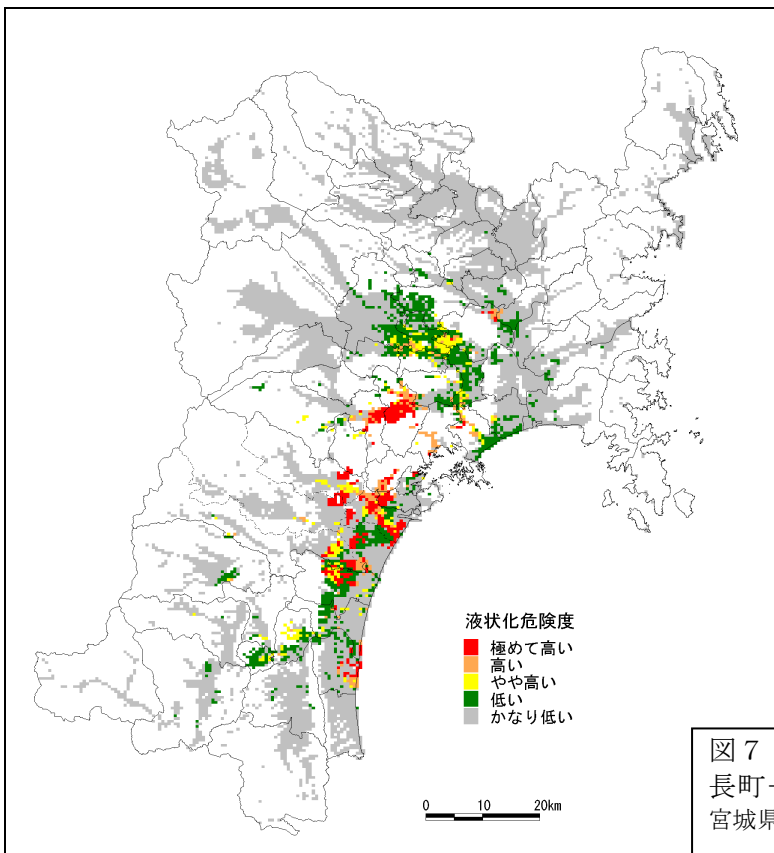 液状化危険度
極めて高い
高い
やや高い
低い
かなり低い
0 10 20km
図7
長町-
宮城県